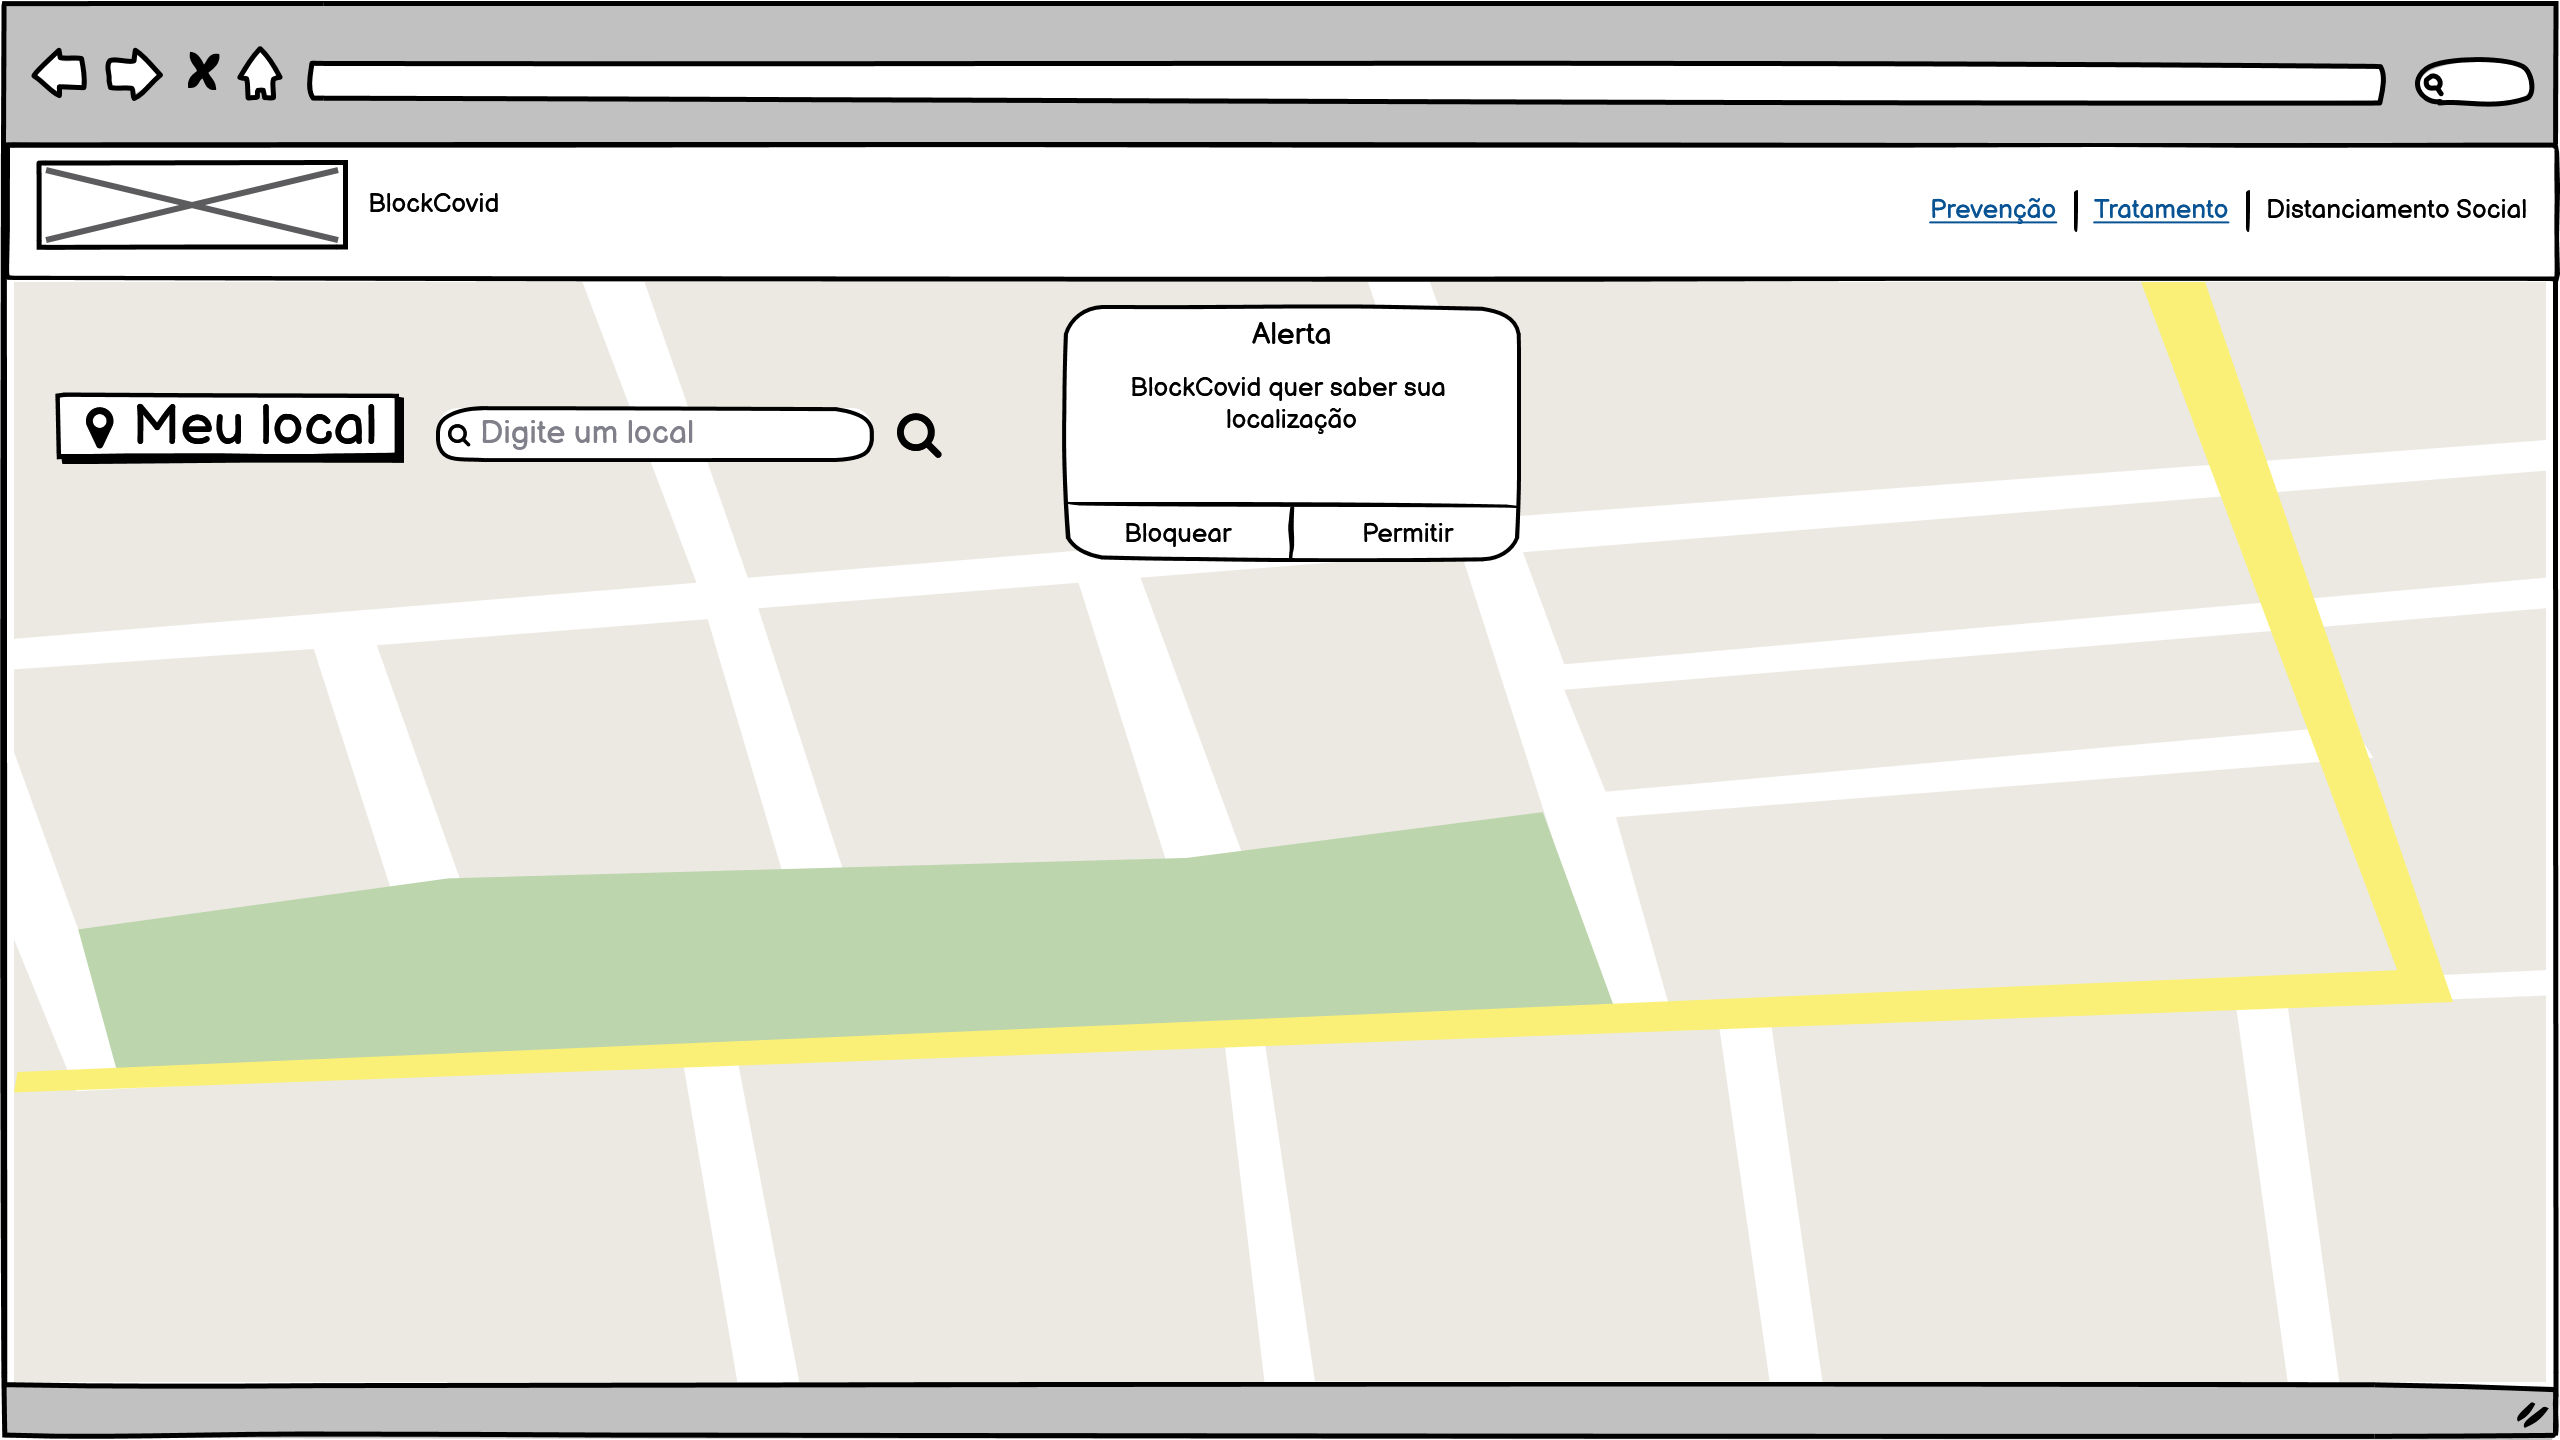 BlockCovid
Prevenção
Tratamento
Distanciamento Social
Alerta
BlockCovid quer saber sua
localização
Bloquear
Permitir
Meu local
Digite um local